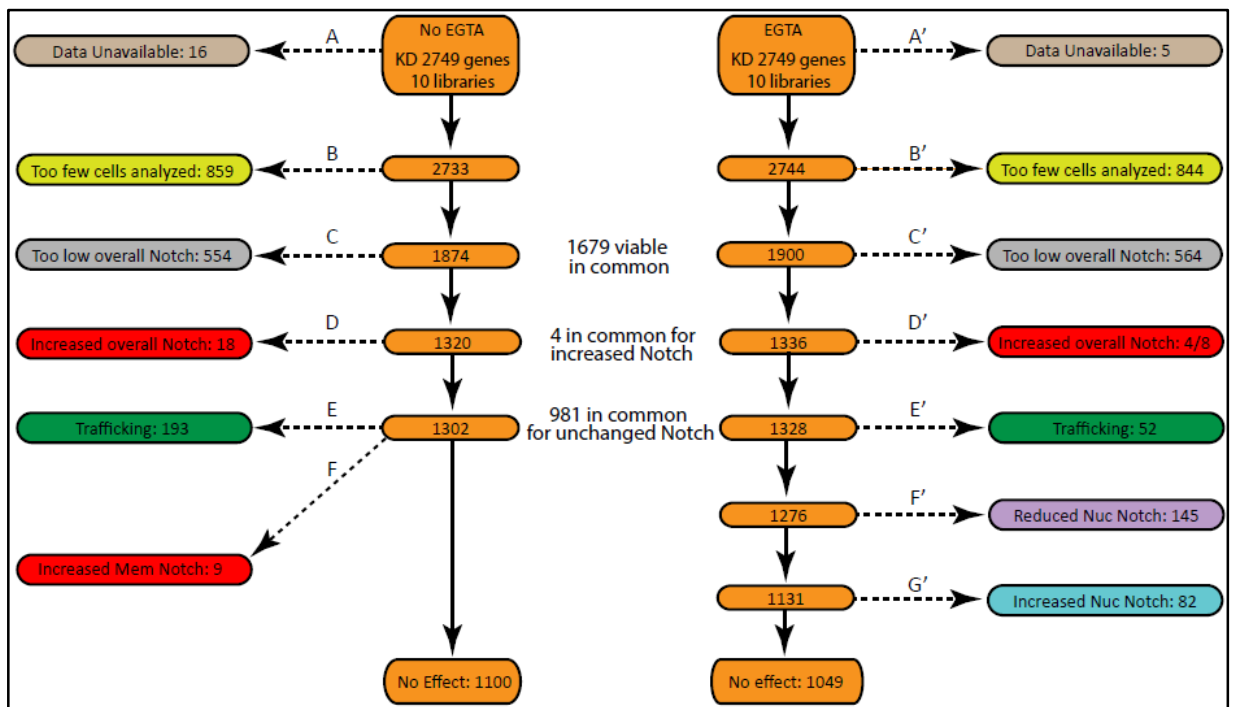 No EGTA
KD 2749 genes
10 libraries
EGTA
KD 2749 genes
10 libraries
A
Data Unavailable: 16
A’
Data Unavailable: 5
B
Too few cells analyzed: 859
2733
2744
B’
Too few cells analyzed: 844
C
Too low overall Notch: 554
1874
1679 viable
in common
1900
C’
Too low overall Notch: 564
D
Increased overall Notch: 18
1320
4 in common for
increased Notch
1336
D’
Increased overall Notch: 4/8
E
Trafficking: 193
1302
981 in common
for unchanged Notch
1328
E’
Trafficking: 52
F
Increased Mem Notch: 9
1276
F’
Reduced Nuc Notch: 145
1131
G’
Increased Nuc Notch: 82
No Effect: 1100
No effect: 1049